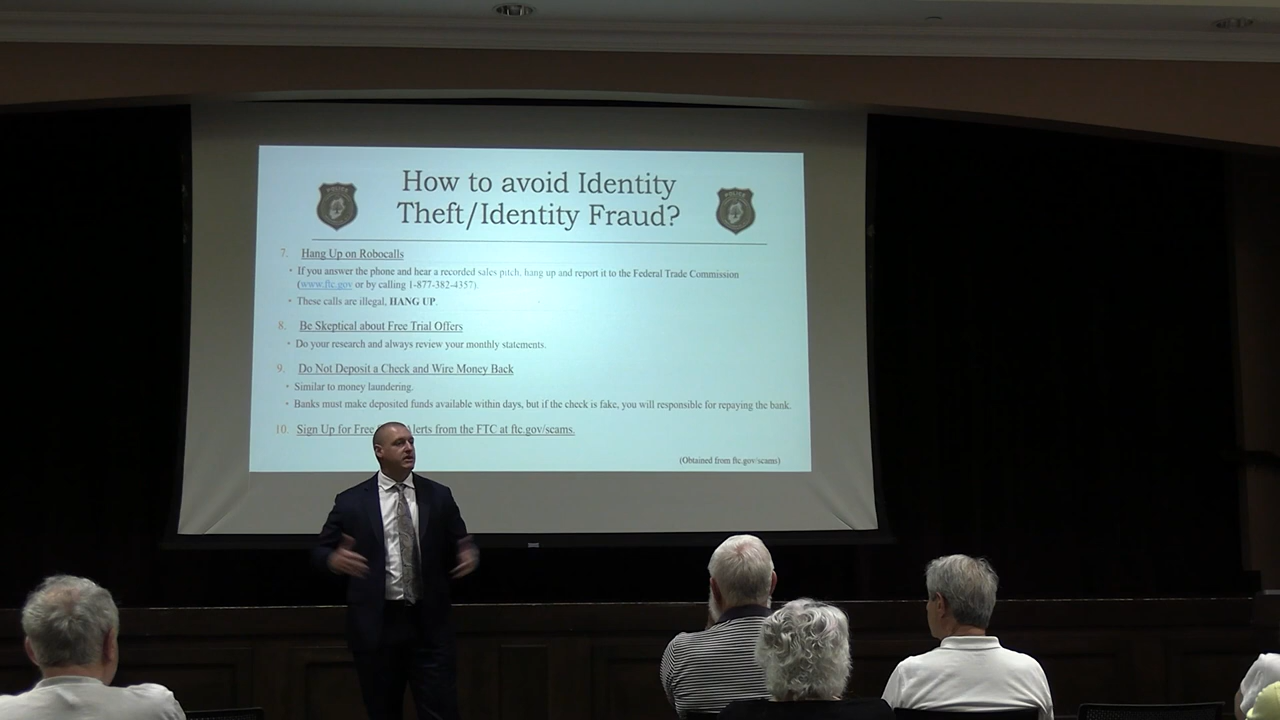 How to avoid Identity
Theft/Identity Fraud?
POLICE
POLICE
7. Hang Up on Robocalls
• If you answer the phone and hear a recorded sales pitch, hang up and report it to the Federal Trade Commission
(www.ftc.gov or by calling 1-877-382-4357).
• These calls are illegal, HANG UP.
8. Be Skeptical about Free Trial Offers
• Do your research and always review your monthly statements.
9. Do Not Deposit a Check and Wire Money Back
• Similar to money laundering.
• Banks must make deposited funds available within days, but if the check is fake, you will responsible for repaying the bank.
10. Sign Up for Free Alerts from the FTC at ftc.gov/scams.
(Obtained from ftc.gov/scams)